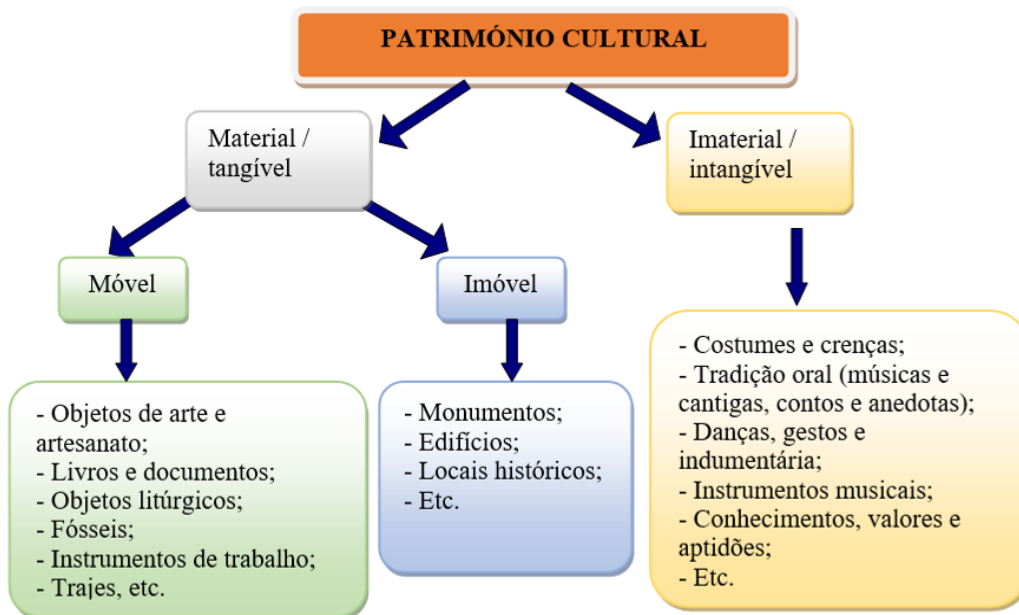 PATRIMÓNIO CULTURAL
Material /
tangível
Imaterial /
intangível
Móvel
Imóvel
- Objetos de arte e
artesanato;
- Livros e documentos;
- Objetos litúrgicos;
- Fósseis;
- Instrumentos de trabalho;
- Trajes, etc.
- Monumentos;
- Edifícios;
- Locais históricos;
- Etc.
- Costumes e crenças;
- Tradição oral (músicas e
cantigas, contos e anedotas);
- Danças, gestos e
indumentária;
- Instrumentos musicais;
- Conhecimentos, valores e
aptidões;
- Etc.